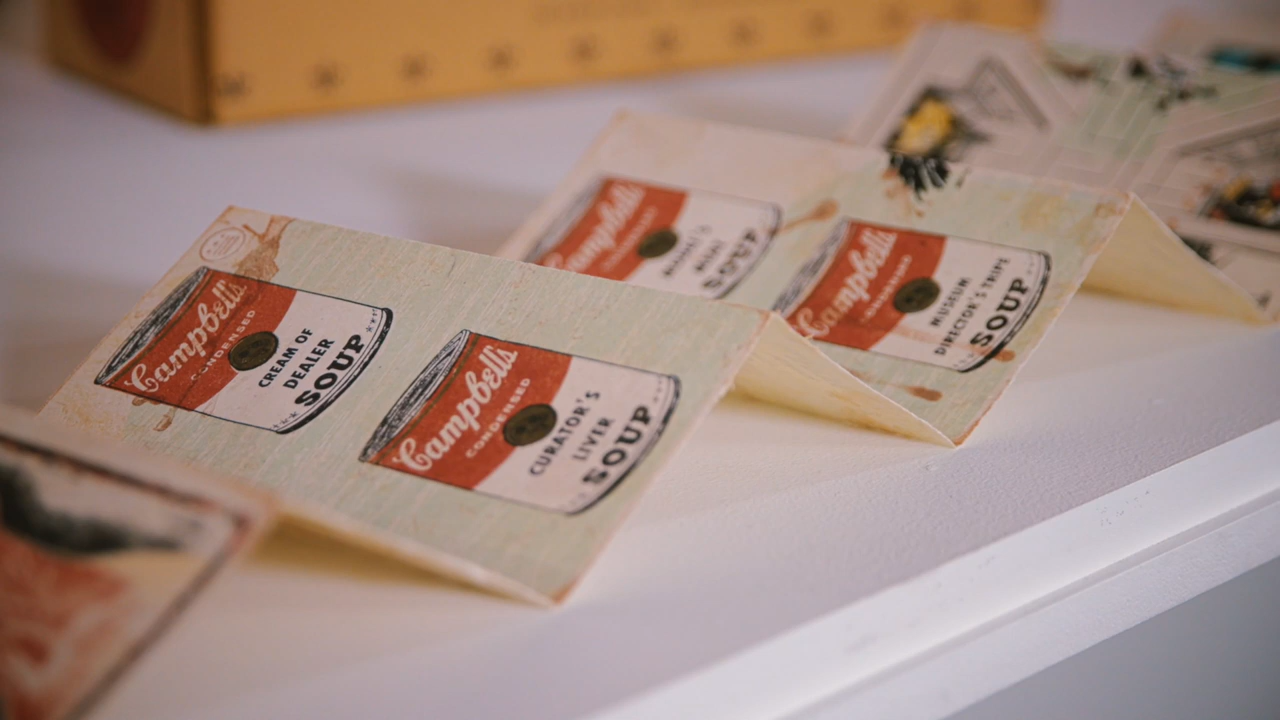 Campbell's
CONDENSED
CREAM OF
DEALER
SOUP
Campbell's
CONDENSED
CURATOR'S
LIVER
SOUP
Campbell's
SOUP
Campbell's
CONDENSED
MUSEUM
DIRECTOR'S TRIPE
SOUP